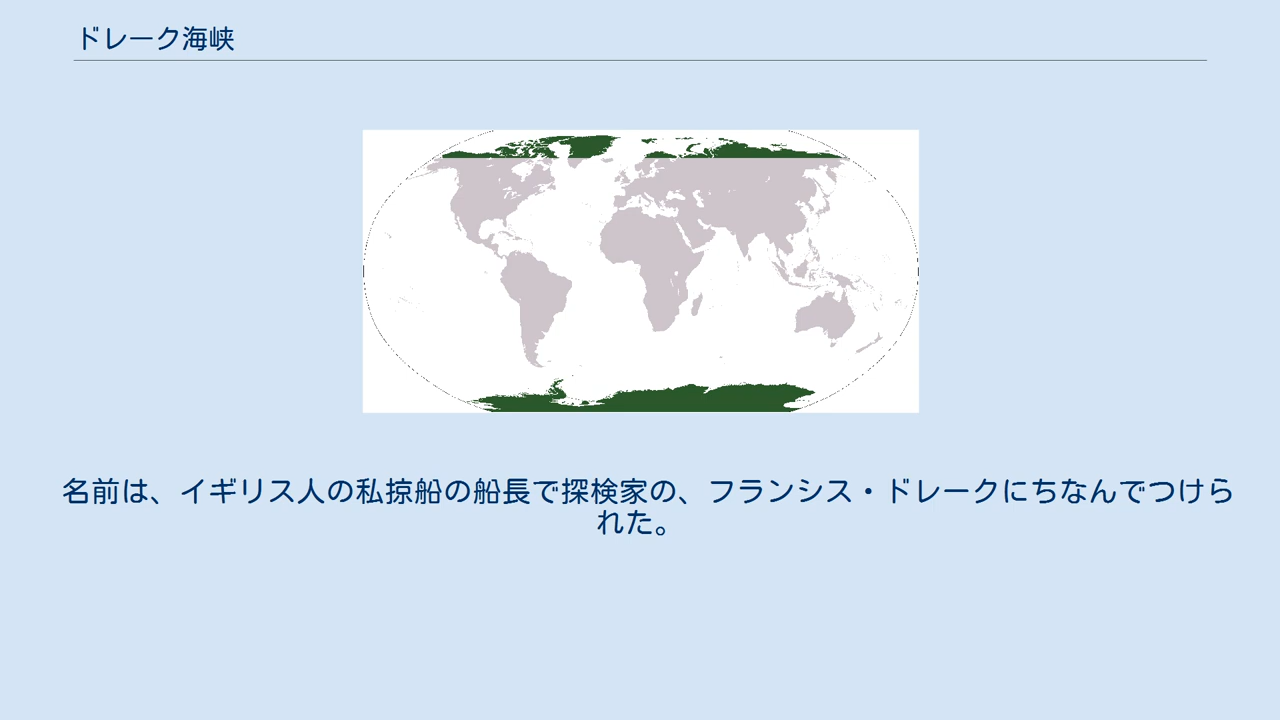 ドレーク海峡
名前は、イギリス人の私掠船の船長で探検家の、フランシス・ドレークにちなんでつけら
れた。